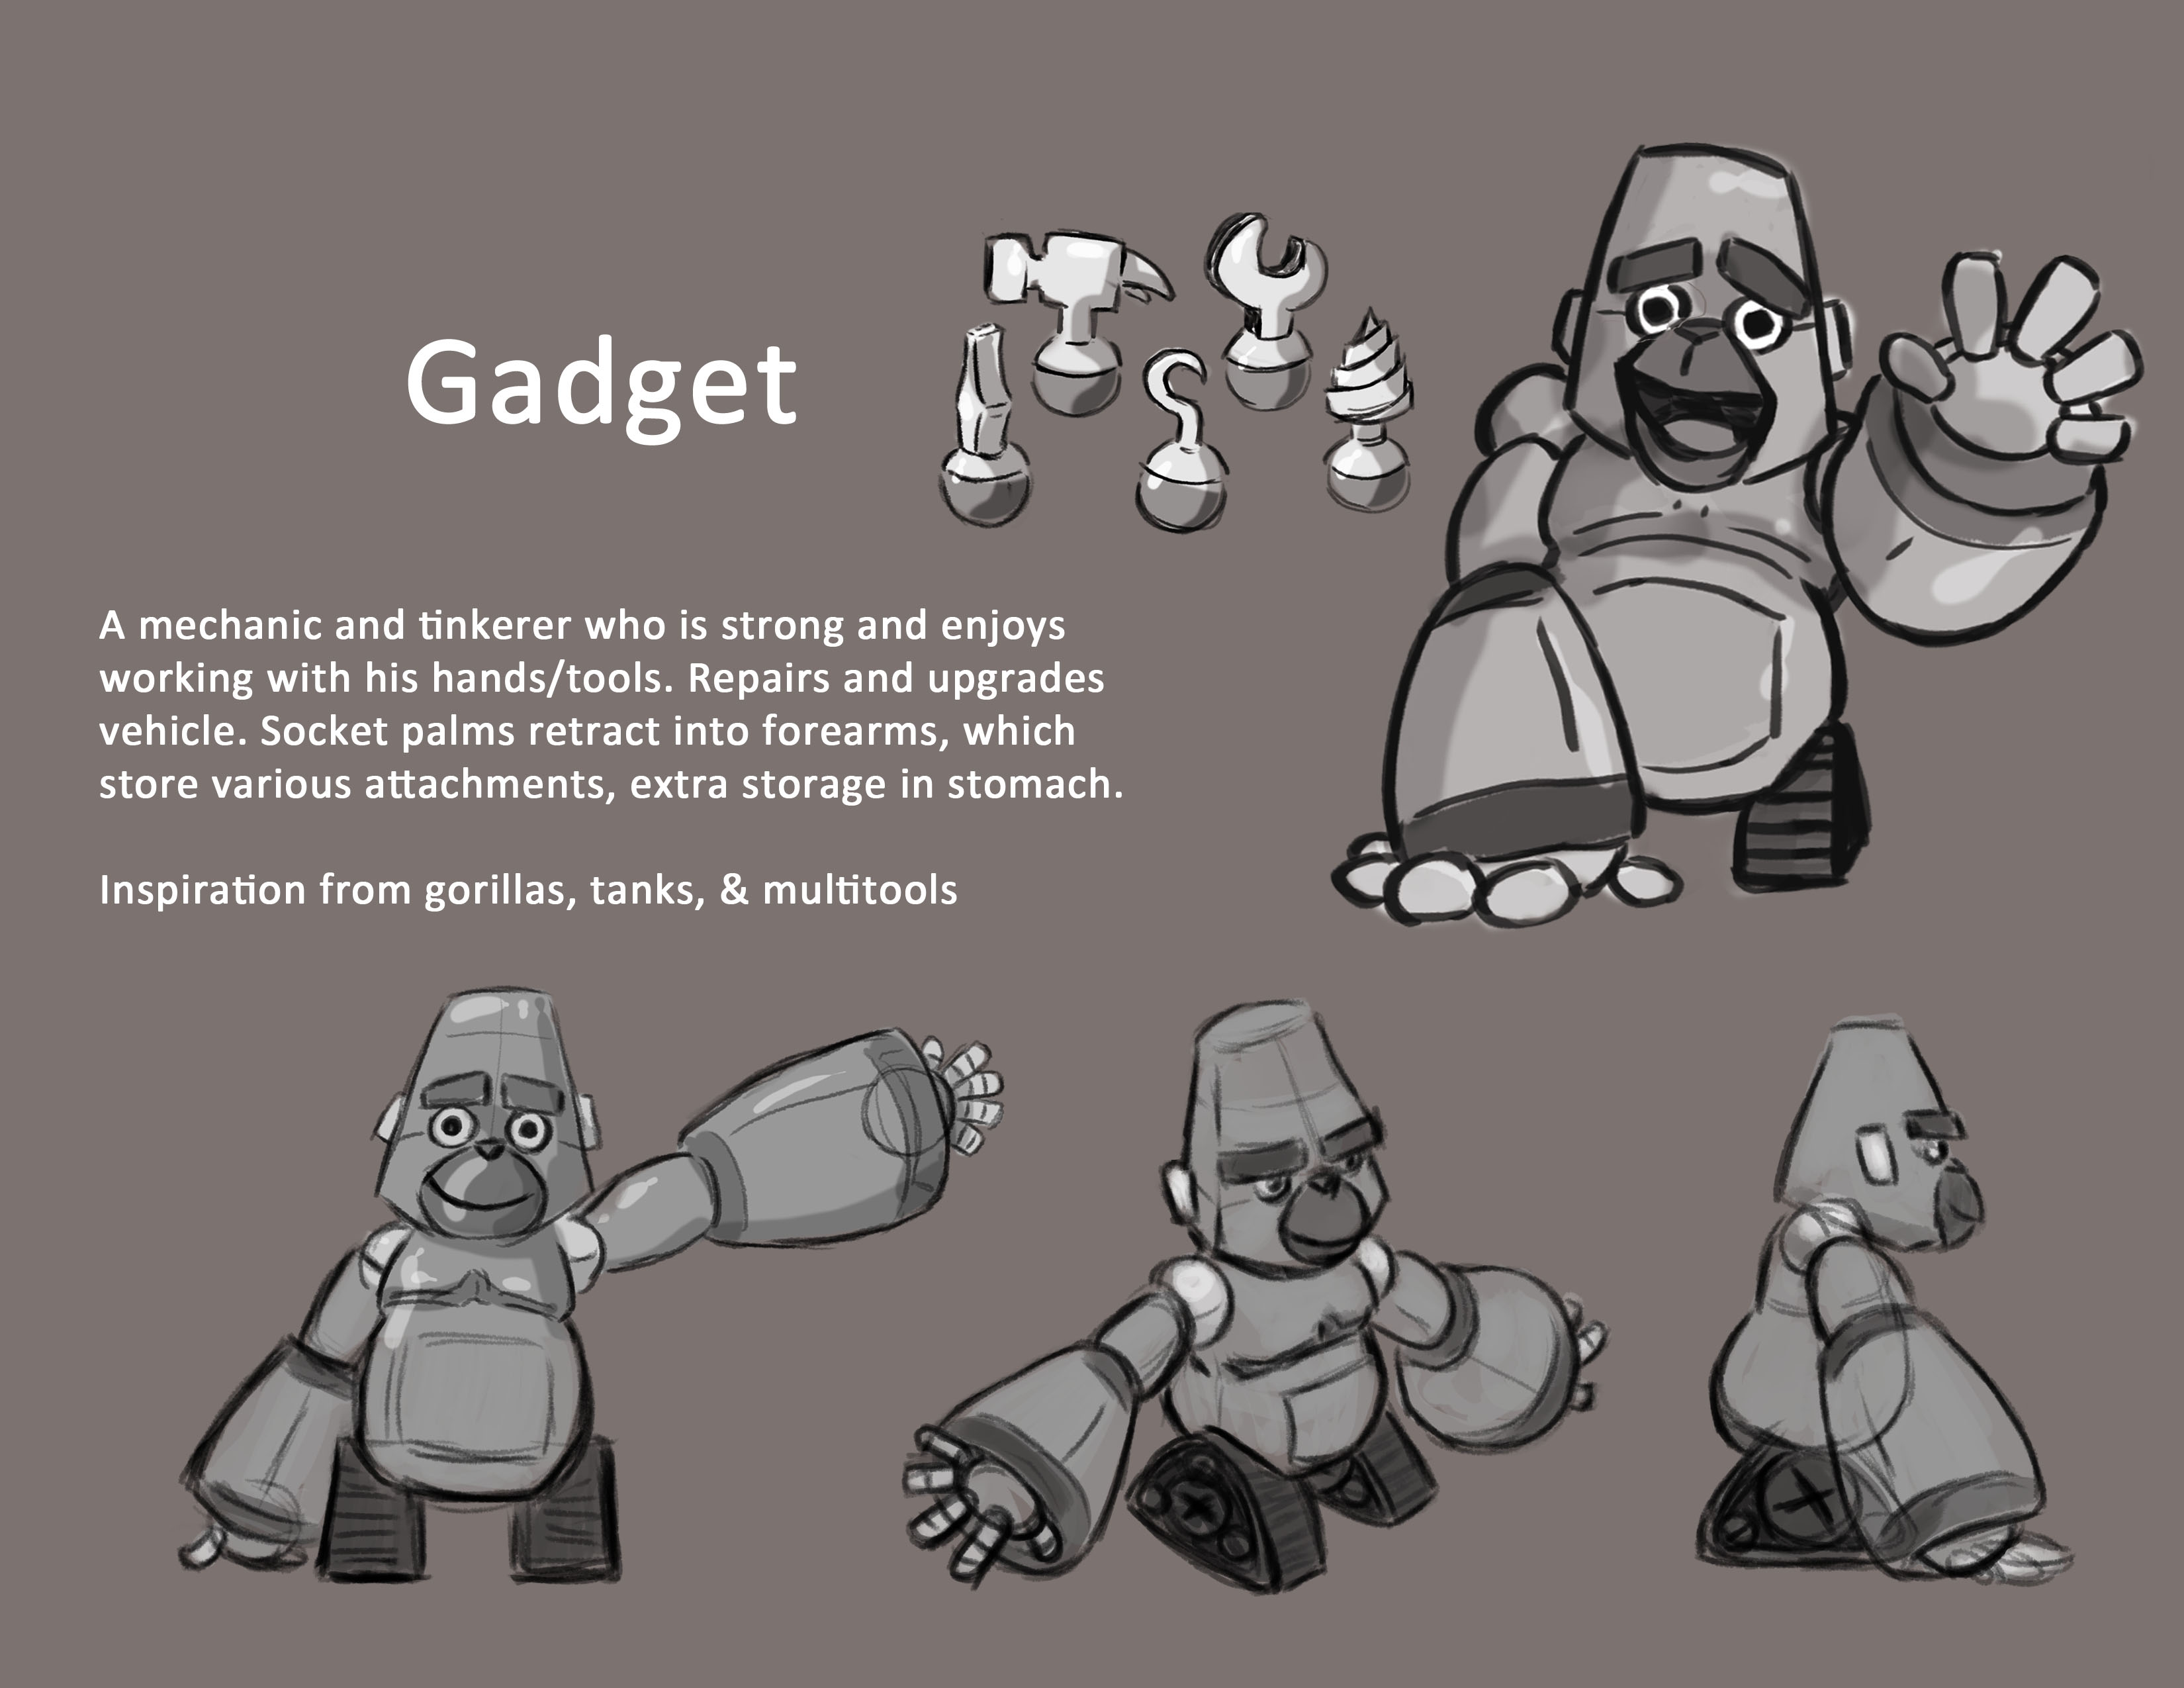 Gadget
A mechanic and tinkerer who is strong and enjoys
working with his hands/tools. Repairs and upgrades
vehicle. Socket palms retract into forearms, which
store various attachments, extra storage in stomach.
Inspiration from gorillas, tanks, & multitools